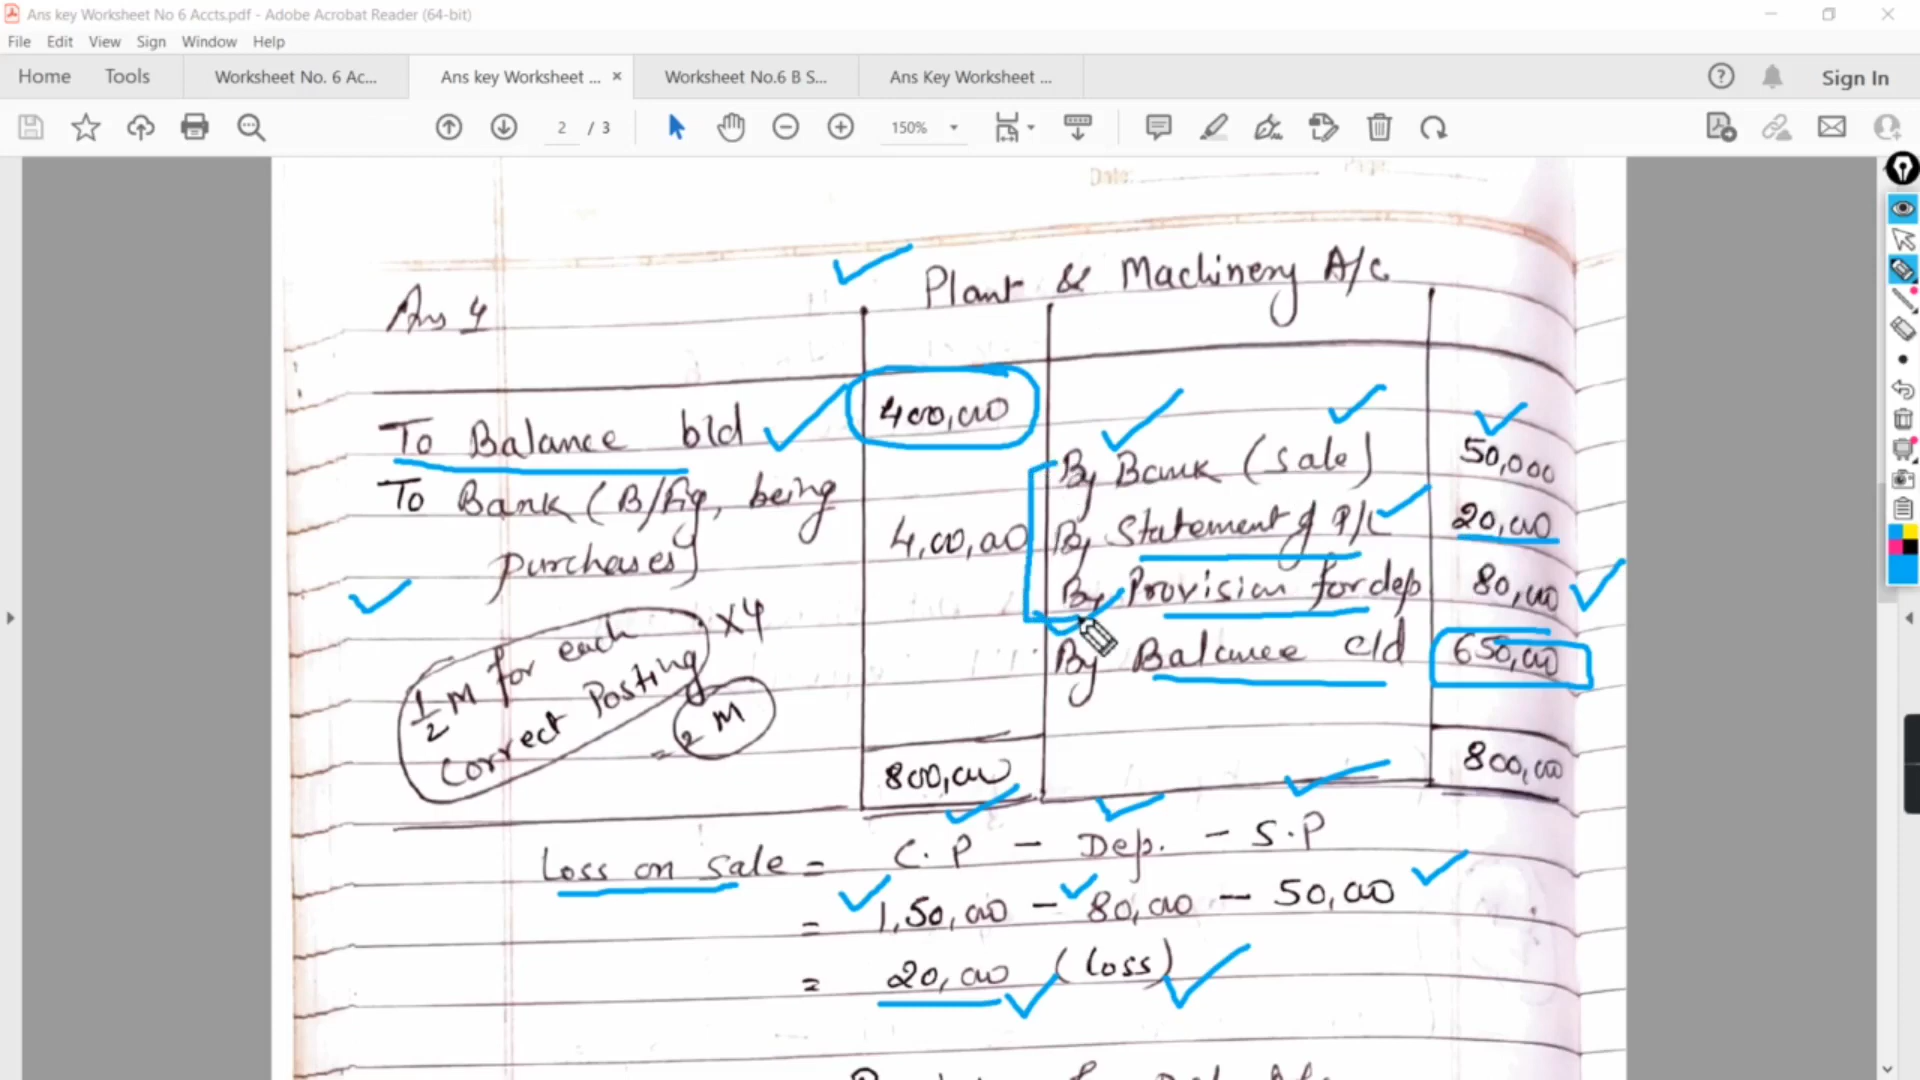 Ans key Worksheet No 6 Accts.pdf - Adobe Acrobat Reader (64-bit)
File Edit View Sign Window Help
Home Tools Worksheet No. 6 Ac... Ans key Worksheet ... × Worksheet No.6 B S... Ans Key Worksheet ... Sign In
2 / 3 150%
Date: Page:
Ans 4 Plant & Machinery A/c
To Balance b/d 400,000
By Bank (Sale) 50,000
To Bank (B/fig, being 4,00,000 By Statement of P/L 20,000
purchases) By Provision for dep 80,000
By Balance c/d 650,000
1/2 M for each X4
Correct Posting
= 2 M
800,000 800,000
Loss on Sale = C.P - Dep. - S.P
= 1,50,000 - 80,000 - 50,000
= 20,000 (Loss)